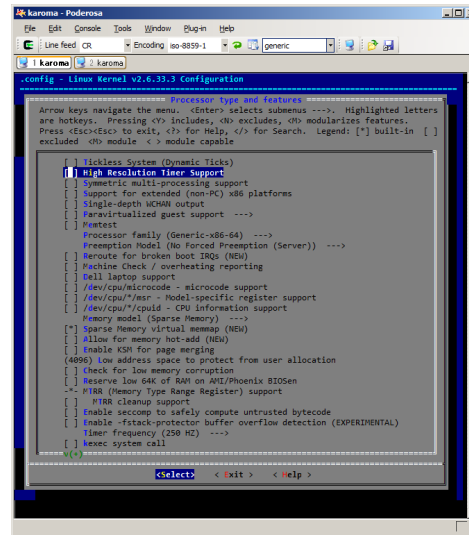 karoma - Poderosa
File Edit Console Tools Window Plug-in Help
Line feed CR Encoding iso-8859-1 generic
1 karoma 2 karoma
.config - Linux Kernel v2.6.33.3 Configuration
Processor type and features
Arrow keys navigate the menu. <Enter> selects submenus --->. Highlighted letters
are hotkeys. Pressing <Y> includes, <N> excludes, <M> modularizes features.
Press <Esc><Esc> to exit, <?> for Help, </> for Search. Legend: [*] built-in [ ]
excluded <M> module < > module capable
[ ] Tickless System (Dynamic Ticks)
[ ] High Resolution Timer Support
[ ] Symmetric multi-processing support
[ ] Support for extended (non-PC) x86 platforms
[ ] Single-depth WCHAN output
[ ] Paravirtualized guest support --->
[ ] Memtest
Processor family (Generic-x86-64) --->
Preemption Model (No Forced Preemption (Server)) --->
[ ] Reroute for broken boot IRQs (NEW)
[ ] Machine Check / overheating reporting
[ ] Dell laptop support
[ ] /dev/cpu/microcode - microcode support
[ ] /dev/cpu/*/msr - Model-specific register support
[ ] /dev/cpu/*/cpuid - CPU information support
Memory model (Sparse Memory) --->
[*] Sparse Memory virtual memmap (NEW)
[ ] Allow for memory hot-add (NEW)
[ ] Enable KSM for page merging
(4096) Low address space to protect from user allocation
[ ] Check for low memory corruption
[ ] Reserve low 64K of RAM on AMI/Phoenix BIOSen
-*- MTRR (Memory Type Range Register) support
[ ] MTRR cleanup support
[ ] Enable seccomp to safely compute untrusted bytecode
[ ] Enable -fstack-protector buffer overflow detection (EXPERIMENTAL)
Timer frequency (250 HZ) --->
[ ] kexec system call
v(+)
<Select> < Exit > < Help >